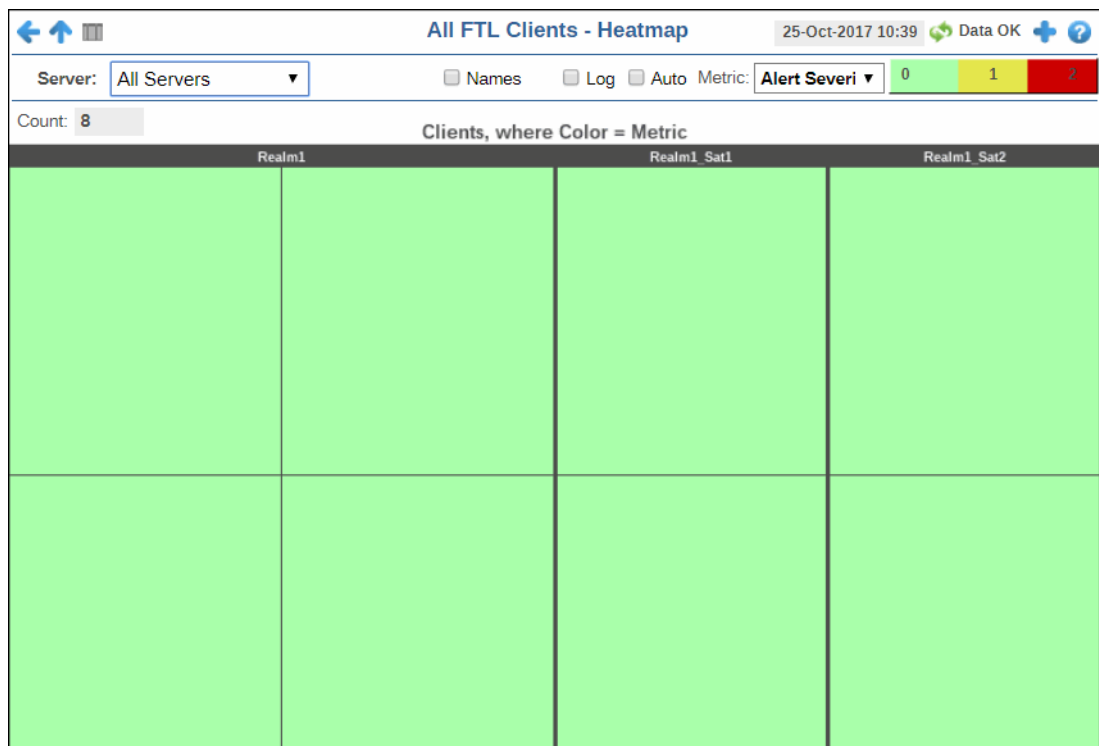 All FTL Clients - Heatmap 25-Oct-2017 10:39 Data OK
Server: All Servers Names Log Auto Metric: Alert Severi 0 1 2
Count: 8
Clients, where Color = Metric
Realm1 Realm1_Sat1 Realm1_Sat2